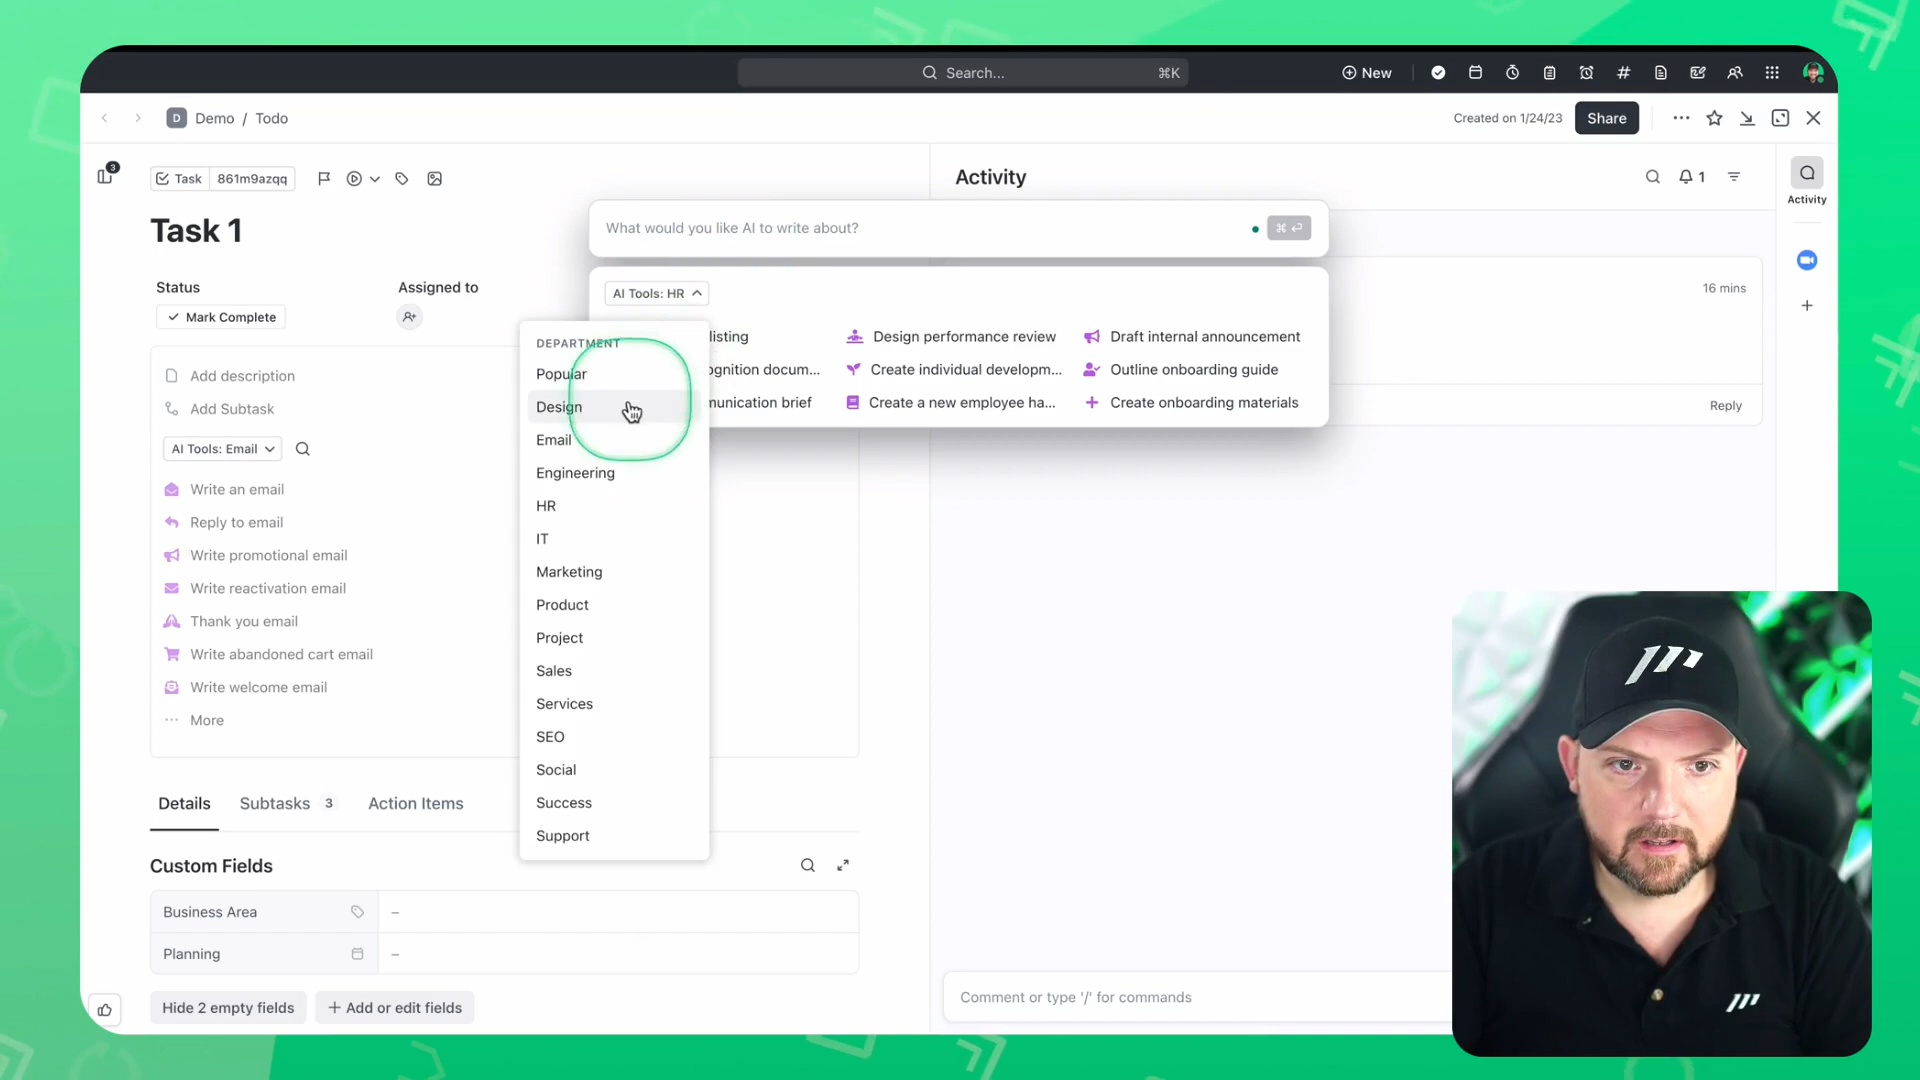 Search... ⌘K
New
D Demo / Todo
Created on 1/24/23 Share
3
Task 861m9azqq
Activity
1
Activity
Task 1
What would you like AI to write about?
⌘
Status
Assigned to
Mark Complete
AI Tools: HR
16 mins
listing
Design performance review
Draft internal announcement
ognition docum...
Create individual developm...
Outline onboarding guide
munication brief
Create a new employee ha...
Create onboarding materials
Reply
DEPARTMENT
Popular
Design
Email
Engineering
HR
IT
Marketing
Product
Project
Sales
Services
SEO
Social
Success
Support
Add description
Add Subtask
AI Tools: Email
Write an email
Reply to email
Write promotional email
Write reactivation email
Thank you email
Write abandoned cart email
Write welcome email
More
Details Subtasks 3 Action Items
Custom Fields
Business Area –
Planning –
Hide 2 empty fields + Add or edit fields
Comment or type '/' for commands